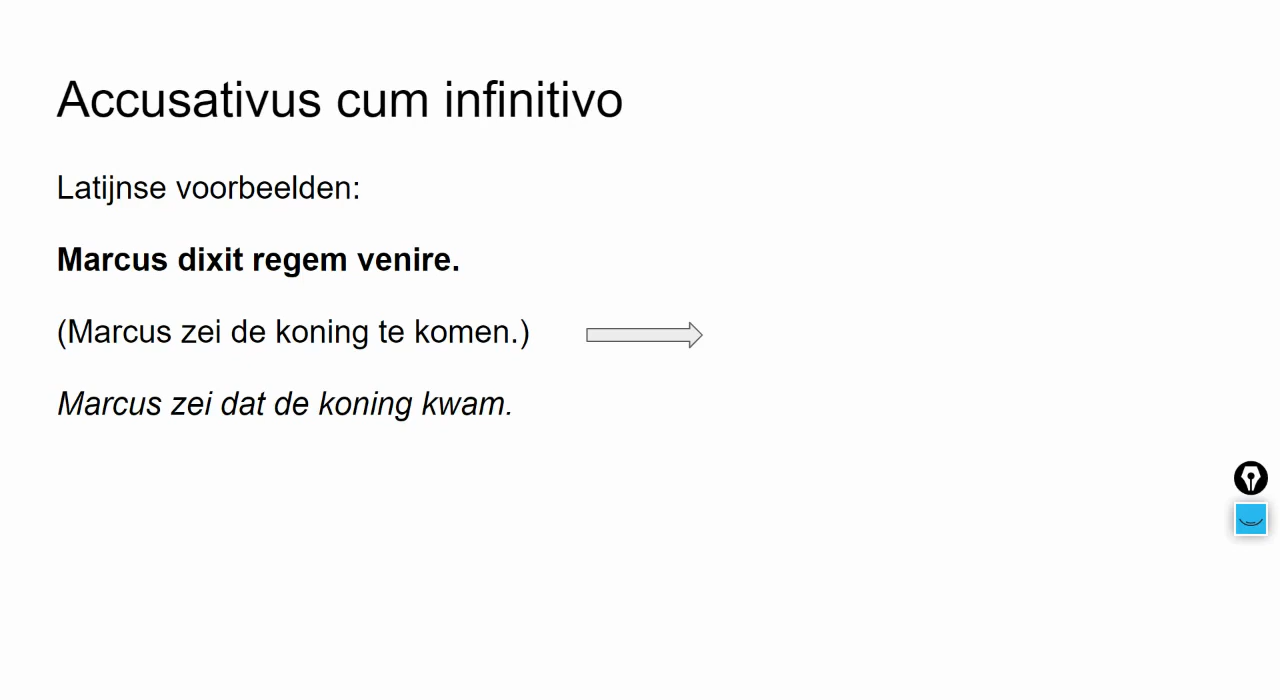 Accusativus cum infinitivo
Latijnse voorbeelden:
Marcus dixit regem venire.
(Marcus zei de koning te komen.)
Marcus zei dat de koning kwam.